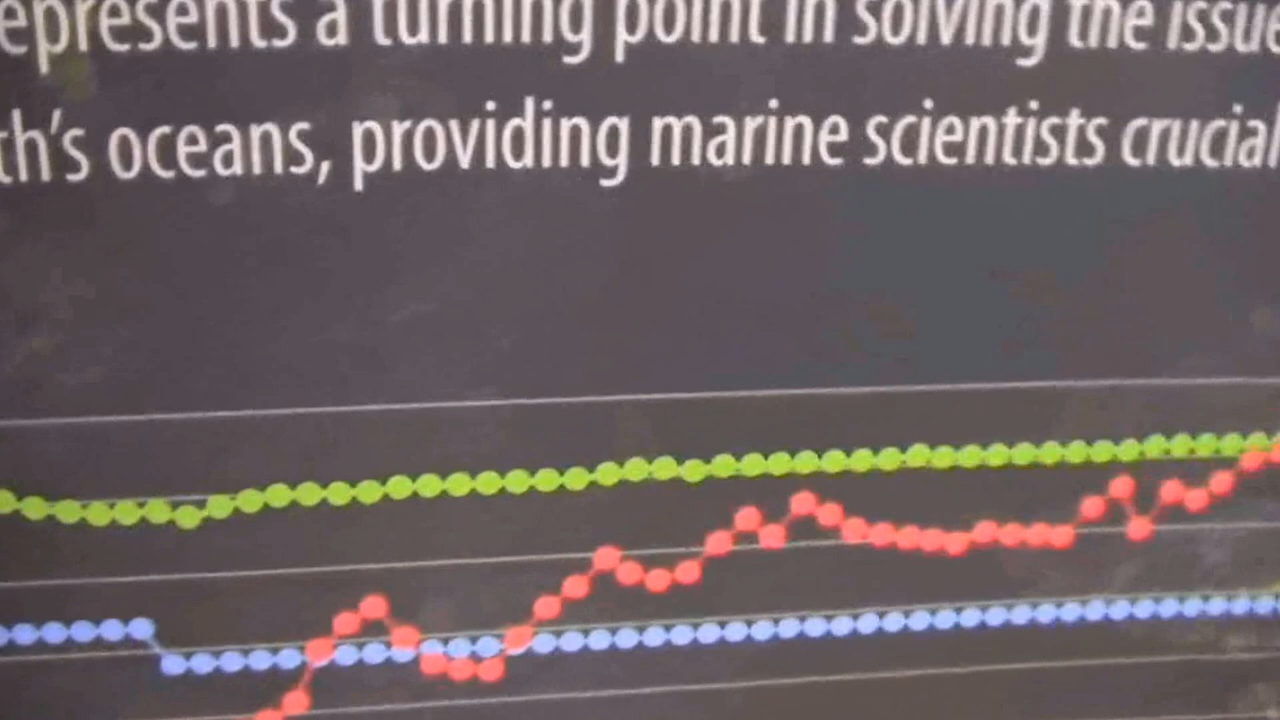 epresents a turning point in solving the issue
th's oceans, providing marine scientists crucial